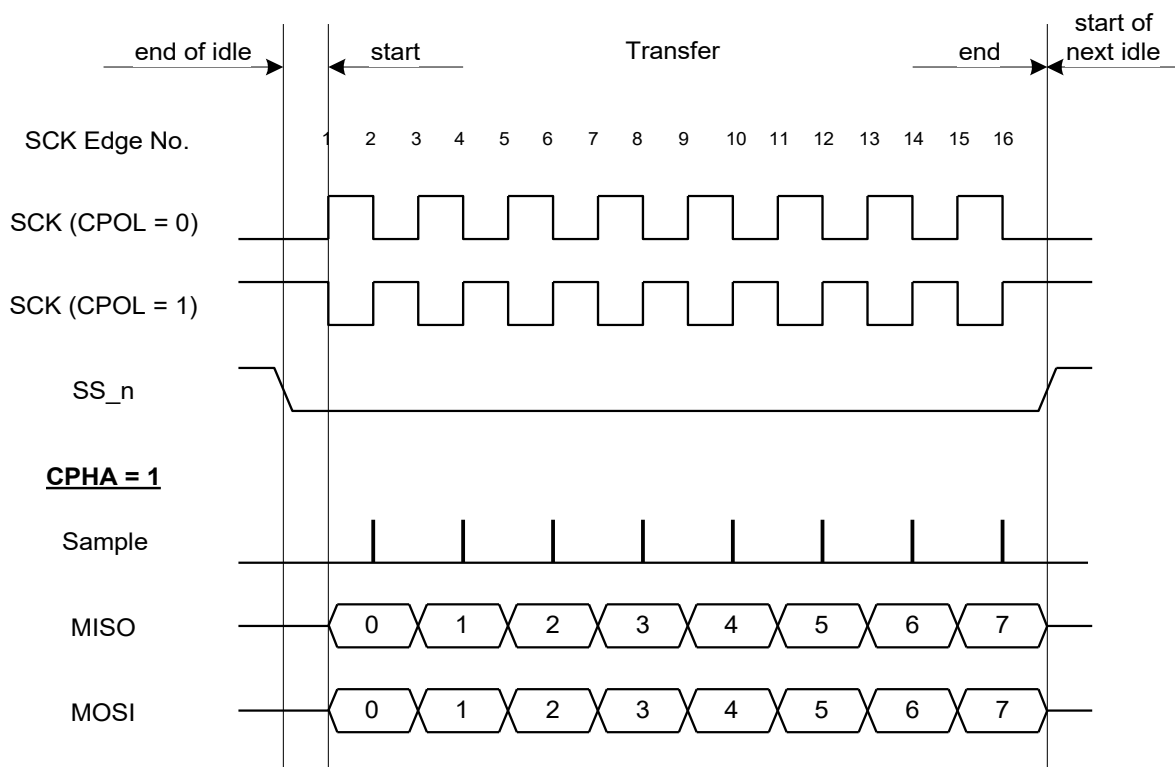 end of idle
start
Transfer
end
start of
next idle
SCK Edge No.
1 2 3 4 5 6 7 8 9 10 11 12 13 14 15 16
SCK (CPOL = 0)
SCK (CPOL = 1)
SS_n
CPHA = 1
Sample
MISO
0 1 2 3 4 5 6 7
MOSI
0 1 2 3 4 5 6 7